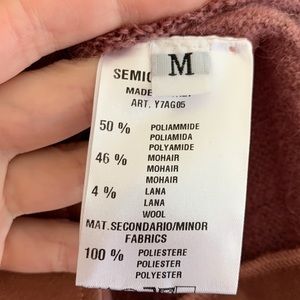 M
MADE
ART. Y7AG05
50 % POLIAMMIDE
POLIAMIDA
POLYAMIDE
46 % MOHAIR
MOHAIR
MOHAIR
4 % LANA
LANA
WOOL
MAT.SECONDARIO/MINOR
FABRICS
100 % POLIESTERE
POLIESTER
POLYESTER